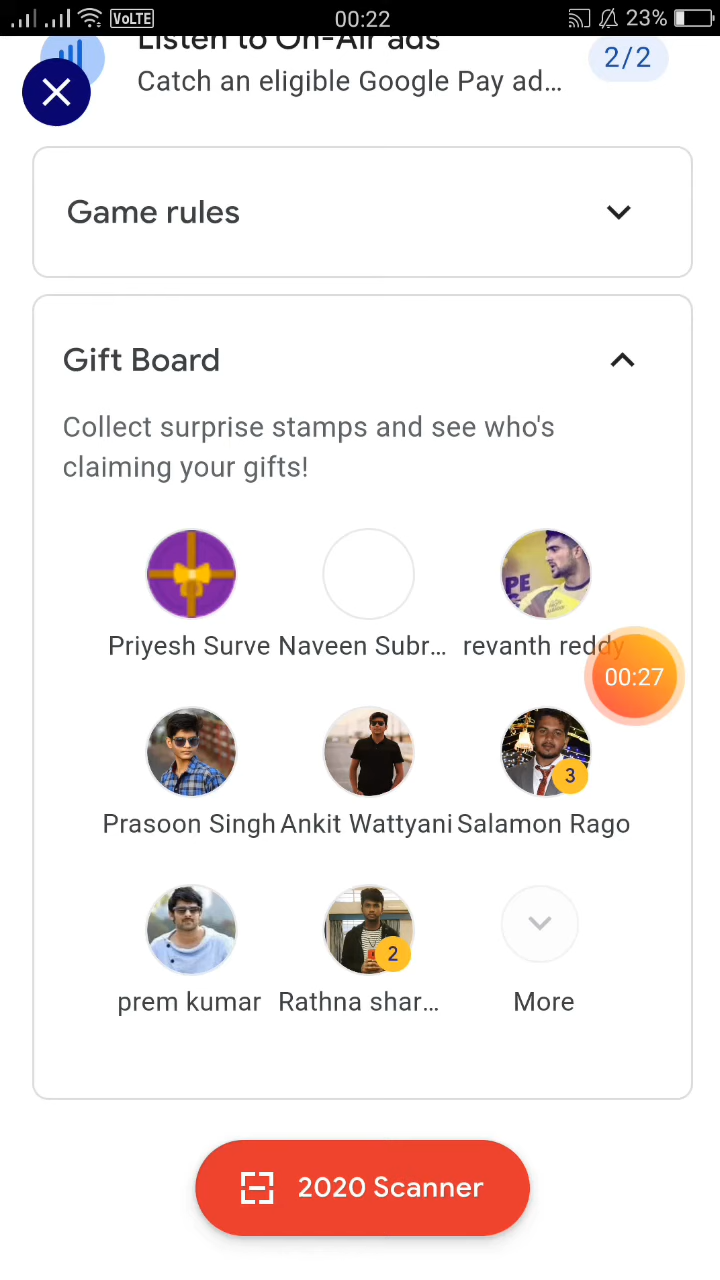 VoLTE 00:22 23%
Listen to On-Air ads
Catch an eligible Google Pay ad... 2/2
Game rules
Gift Board
Collect surprise stamps and see who's
claiming your gifts!
PE
Priyesh Surve Naveen Subr... revanth reddy
00:27
3
Prasoon Singh Ankit Wattyani Salamon Rago
2
prem kumar Rathna shar... More
2020 Scanner